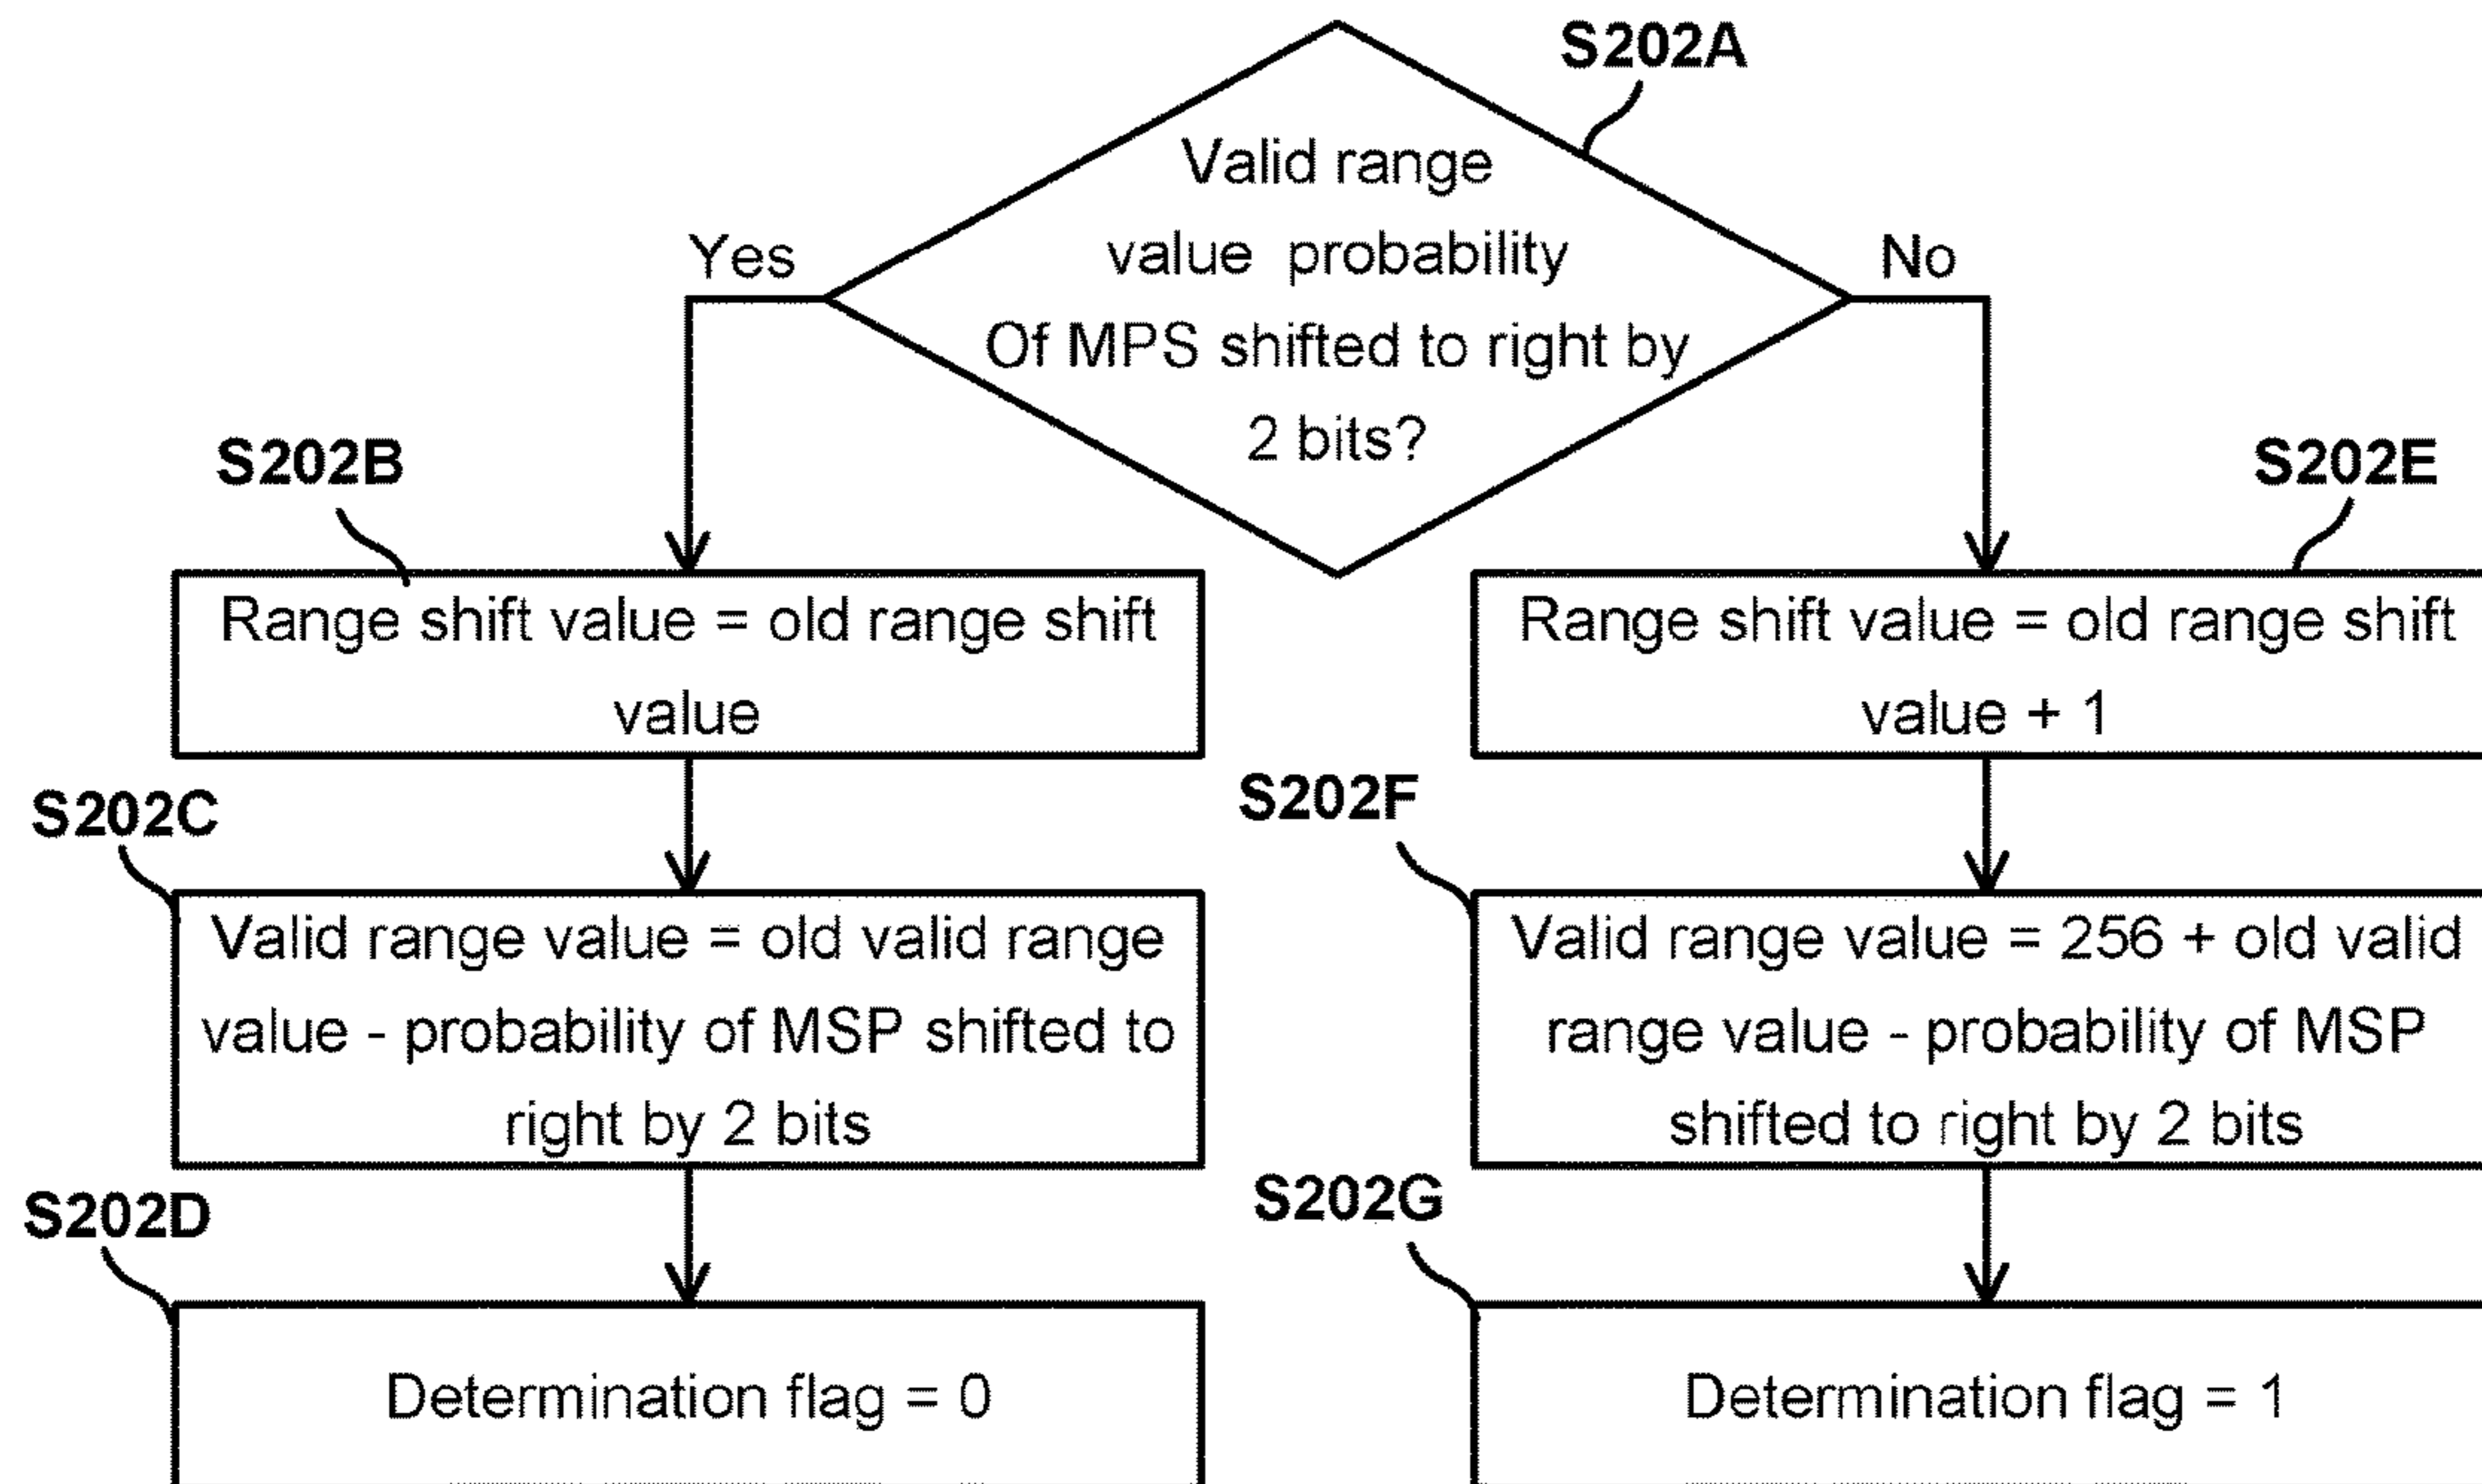 S202A
Valid range
value probability
Of MPS shifted to right by
2 bits?
Yes
No
S202B
Range shift value = old range shift
value
S202E
Range shift value = old range shift
value + 1
S202C
Valid range value = old valid range
value - probability of MSP shifted to
right by 2 bits
S202F
Valid range value = 256 + old valid
range value - probability of MSP
shifted to right by 2 bits
S202D
Determination flag = 0
S202G
Determination flag = 1